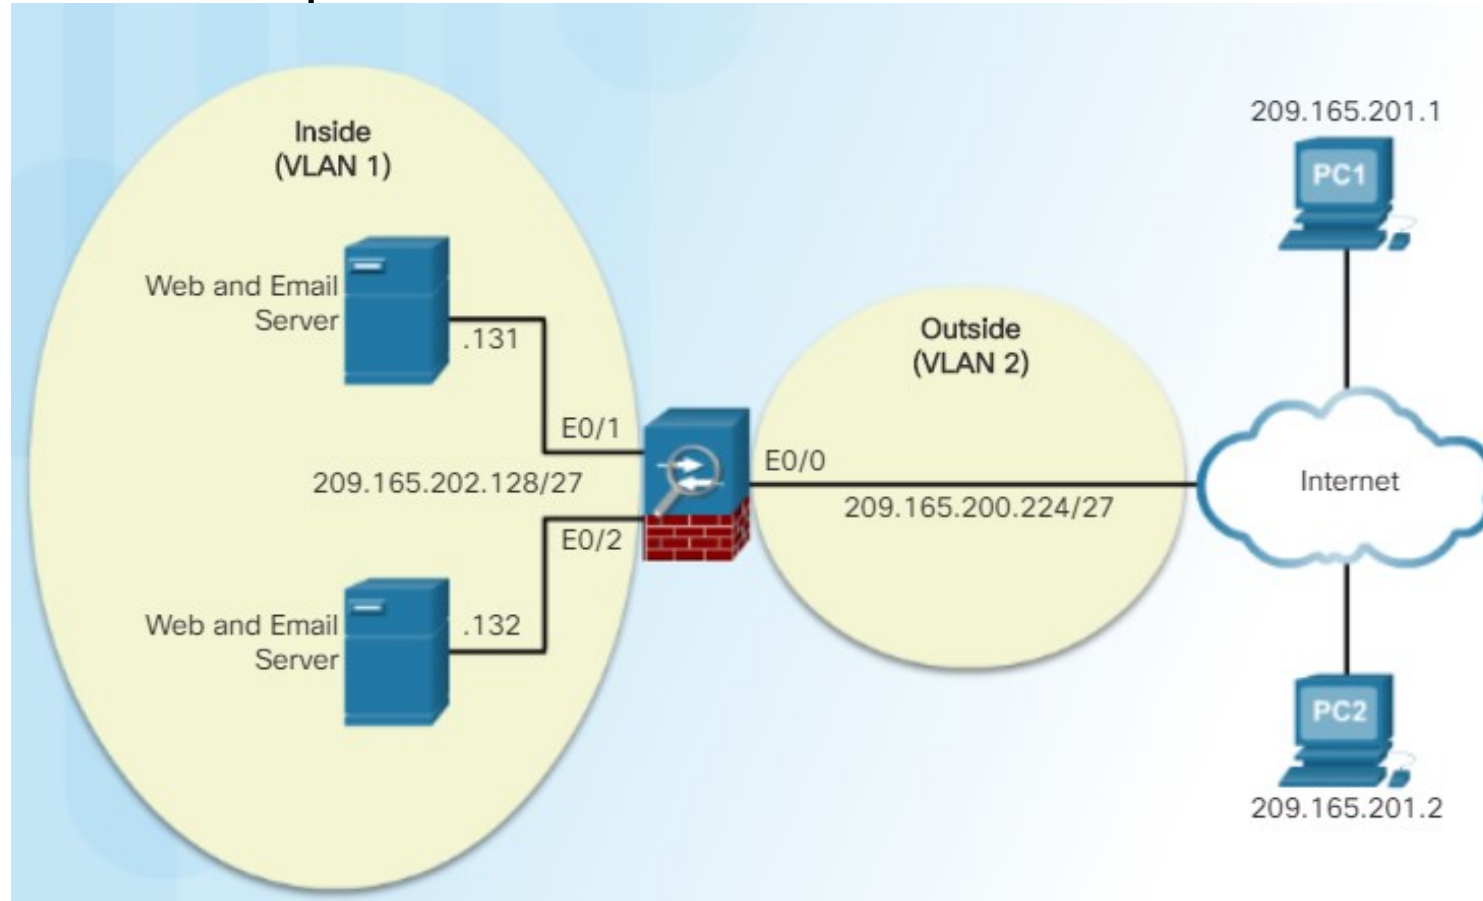 Inside
(VLAN 1)
Web and Email
Server
.131
E0/1
209.165.202.128/27
E0/2
Web and Email
Server
.132
Outside
(VLAN 2)
E0/0
209.165.200.224/27
209.165.201.1
PC1
Internet
PC2
209.165.201.2